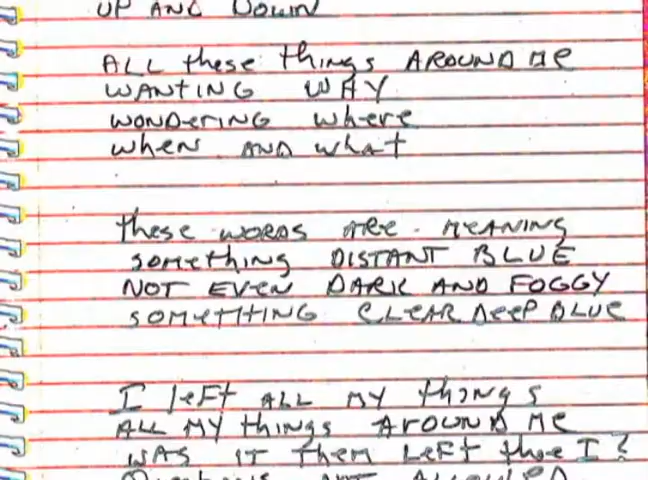 UP AND DOWN
ALL these things AROUND ME
WANTING WAY
WONDERING where
when AND what
these WORDS ARE MEANING
something DISTANT BLUE
NOT EVEN DARK AND FOGGY
SOMETHING CLEAR DEEP BLUE
I left ALL MY things
ALL MY things AROUND ME
WAS IT them LEFT I?
NOT ALLOWED